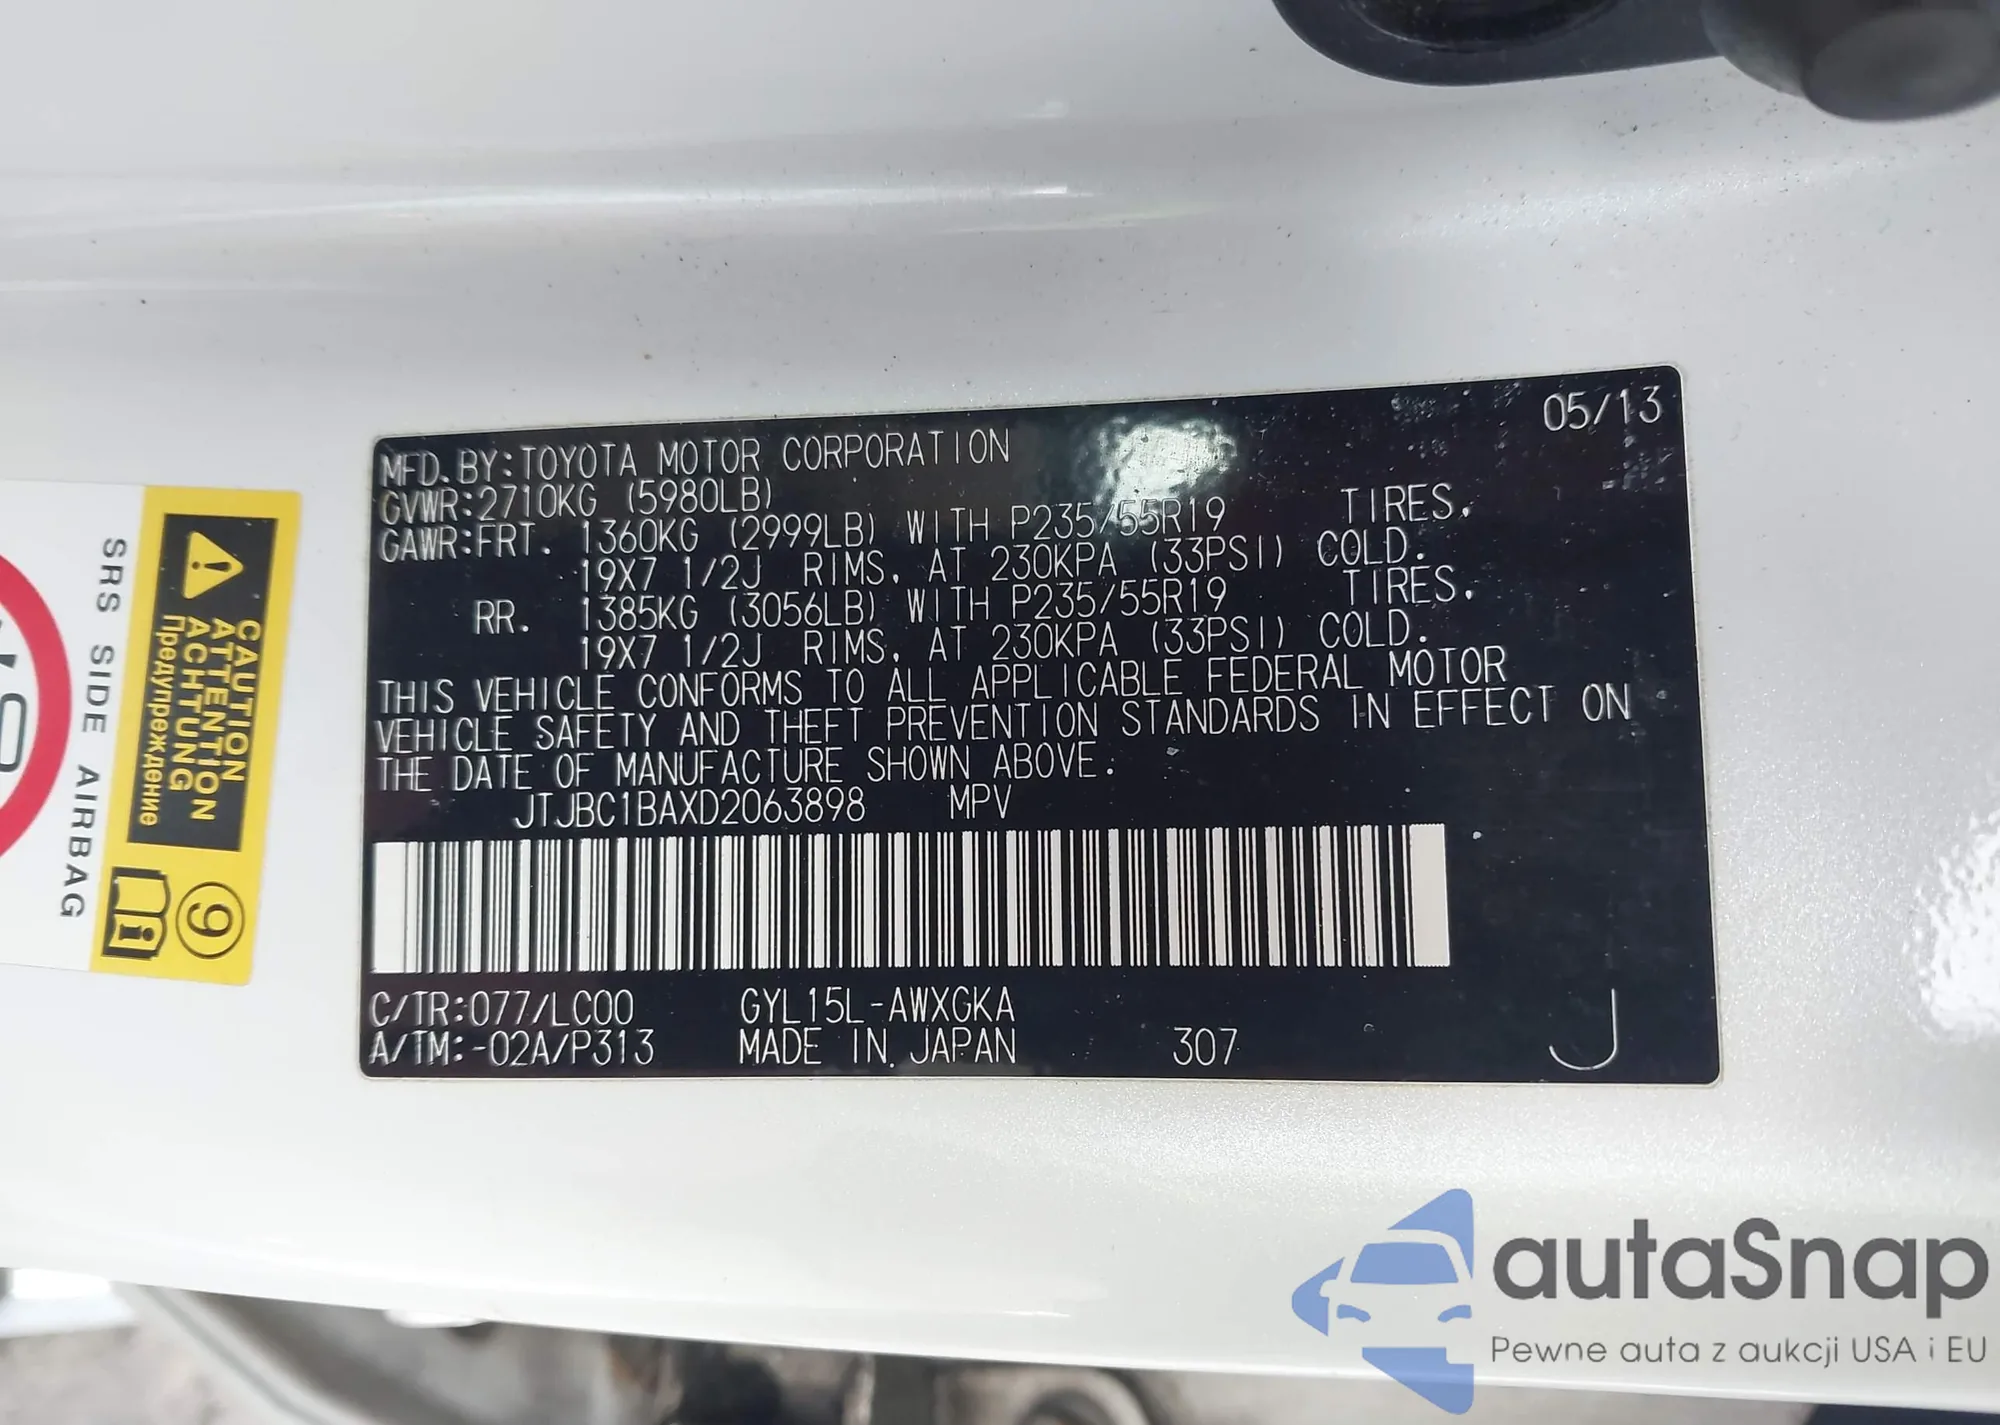 05/13
MFD.BY:TOYOTA MOTOR CORPORATION
GVWR:2710KG (5980LB)
GAWR:FRT. 1360KG (2999LB) WITH P235/55R19 TIRES,
19X7 1/2J RIMS, AT 230KPA (33PSI) COLD.
RR. 1385KG (3056LB) WITH P235/55R19 TIRES,
19X7 1/2J RIMS, AT 230KPA (33PSI) COLD.
THIS VEHICLE CONFORMS TO ALL APPLICABLE FEDERAL MOTOR
VEHICLE SAFETY AND THEFT PREVENTION STANDARDS IN EFFECT ON
THE DATE OF MANUFACTURE SHOWN ABOVE.
JTJBC1BAXD2063898 MPV
C/TR:077/LC00 GYL15L-AWXGKA
A/TM:-02A/P313 MADE IN JAPAN 307 J
CAUTION
ATTENTION
ACHTUNG
Предупреждение
9
i
SRS SIDE AIRBAG
autaSnap
Pewne auta z aukcji USA i EU